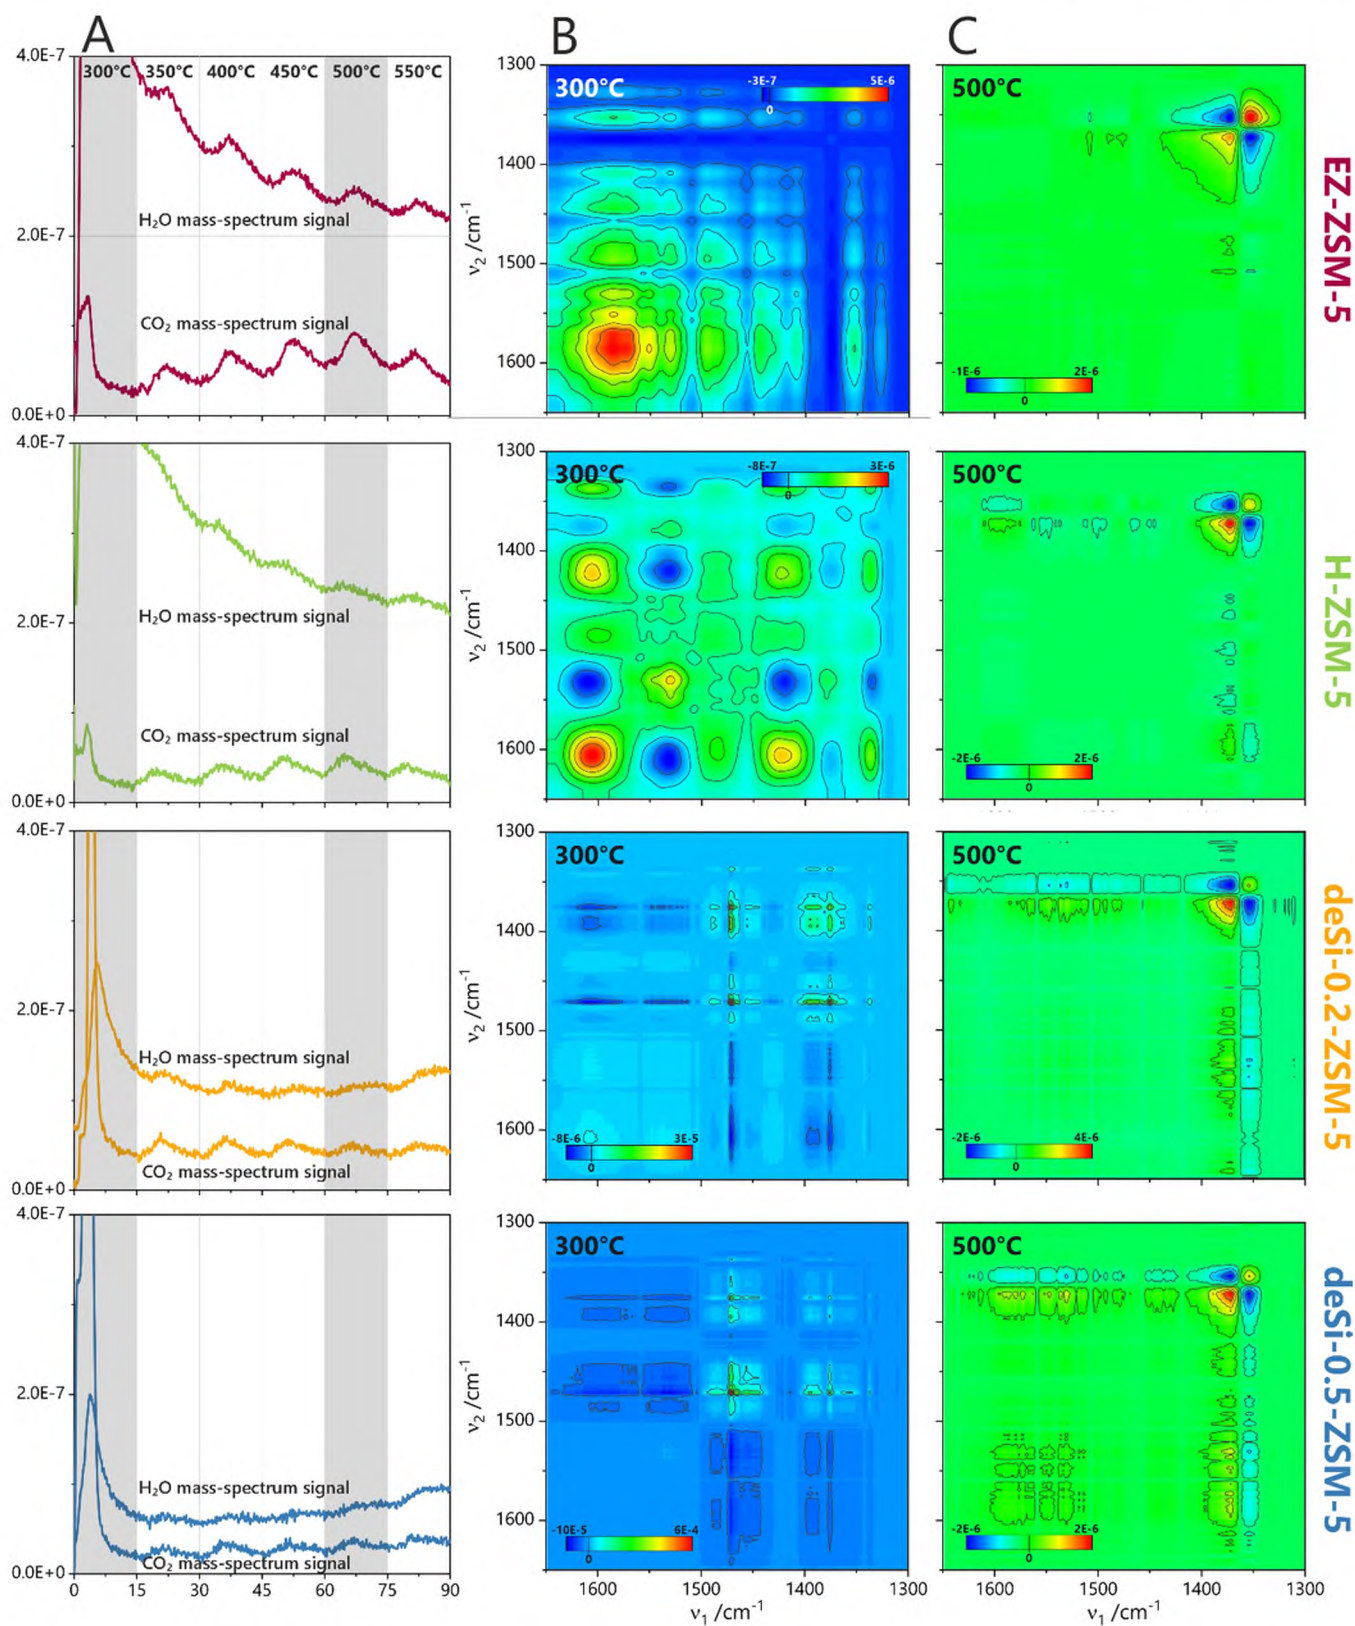 A
B
C
4.0E-7
300°C 350°C 400°C 450°C 500°C 550°C
H₂O mass-spectrum signal
2.0E-7
CO₂ mass-spectrum signal
0.0E+0
1300
1400
1500
1600
ν₂ /cm⁻¹
300°C
-3E-7 5E-6
0
500°C
-1E-6 2E-6
0
EZ-ZSM-5
4.0E-7
H₂O mass-spectrum signal
2.0E-7
CO₂ mass-spectrum signal
0.0E+0
1300
1400
1500
1600
ν₂ /cm⁻¹
300°C
-8E-7 3E-6
0
500°C
-2E-6 2E-6
0
H-ZSM-5
4.0E-7
2.0E-7
H₂O mass-spectrum signal
CO₂ mass-spectrum signal
0.0E+0
1300
1400
1500
1600
ν₂ /cm⁻¹
300°C
-8E-6 3E-5
0
500°C
-2E-6 4E-6
0
deSi-0.2-ZSM-5
4.0E-7
2.0E-7
H₂O mass-spectrum signal
CO₂ mass-spectrum signal
0.0E+0
0 15 30 45 60 75 90
1300
1400
1500
1600
ν₂ /cm⁻¹
300°C
-10E-5 6E-4
0
1600 1500 1400 1300
ν₁ /cm⁻¹
500°C
-2E-6 2E-6
0
1600 1500 1400 1300
ν₁ /cm⁻¹
deSi-0.5-ZSM-5